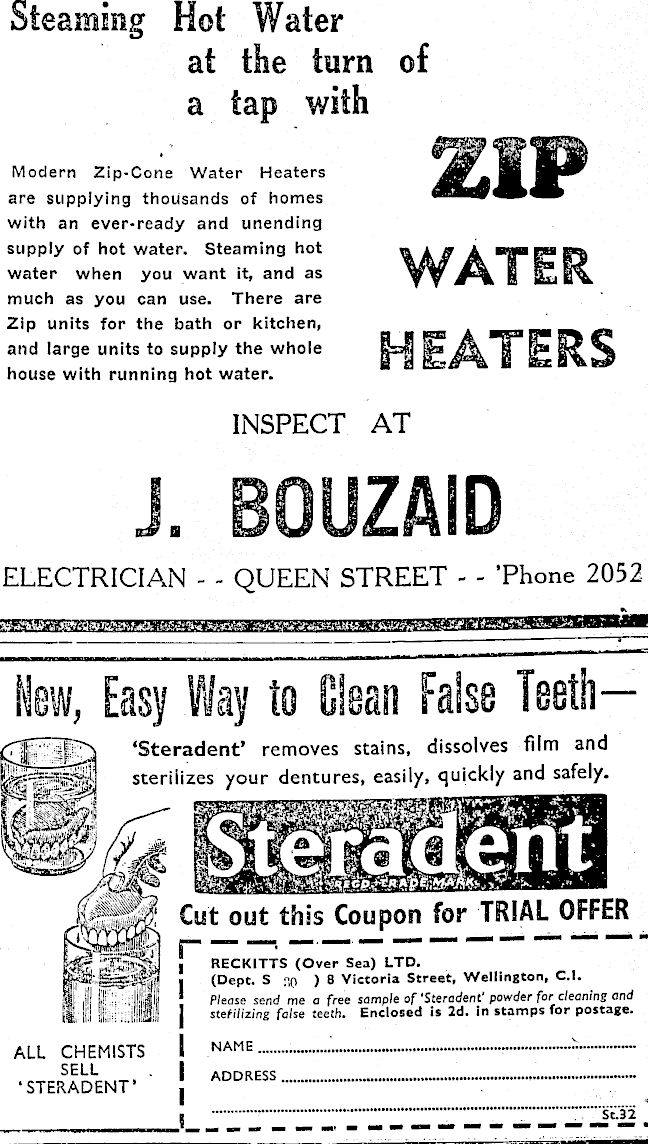 Steaming Hot Water
at the turn of
a tap with
Modern Zip-Cone Water Heaters
are supplying thousands of homes
with an ever-ready and unending
supply of hot water. Steaming hot
water when you want it, and as
much as you can use. There are
Zip units for the bath or kitchen,
and large units to supply the whole
house with running hot water.
ZIP
WATER
HEATERS
INSPECT AT
J. BOUZAID
ELECTRICIAN - - QUEEN STREET - - 'Phone 2052
New, Easy Way to Clean False Teeth—
'Steradent' removes stains, dissolves film and
sterilizes your dentures, easily, quickly and safely.
Steradent
REGD. TRADE MARK
Cut out this Coupon for TRIAL OFFER
RECKITTS (Over Sea) LTD.
(Dept. S 30 ) 8 Victoria Street, Wellington, C.1.
Please send me a free sample of 'Steradent' powder for cleaning and
sterilizing false teeth. Enclosed is 2d. in stamps for postage.
NAME
ADDRESS
St.32
ALL CHEMISTS
SELL
'STERADENT'